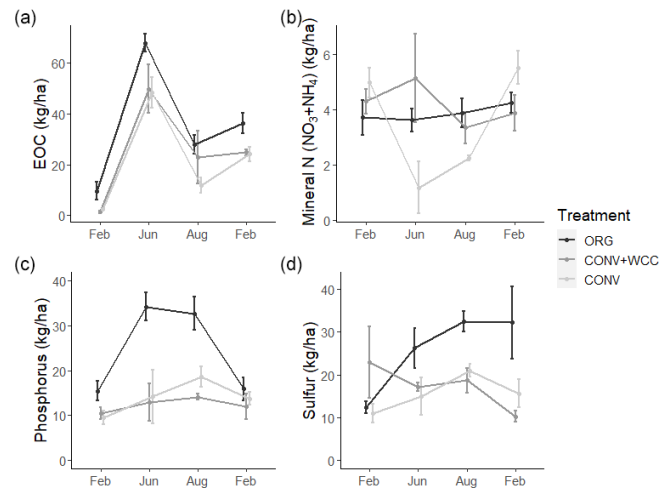 (a)
EOC (kg/ha)
60
40
20
0
Feb Jun Aug Feb
(b)
Mineral N (NO3+NH4) (kg/ha)
6
4
2
0
Feb Jun Aug Feb
Treatment
ORG
CONV+WCC
CONV
(c)
Phosphorus (kg/ha)
40
30
20
10
0
Feb Jun Aug Feb
(d)
Sulfur (kg/ha)
40
30
20
10
0
Feb Jun Aug Feb